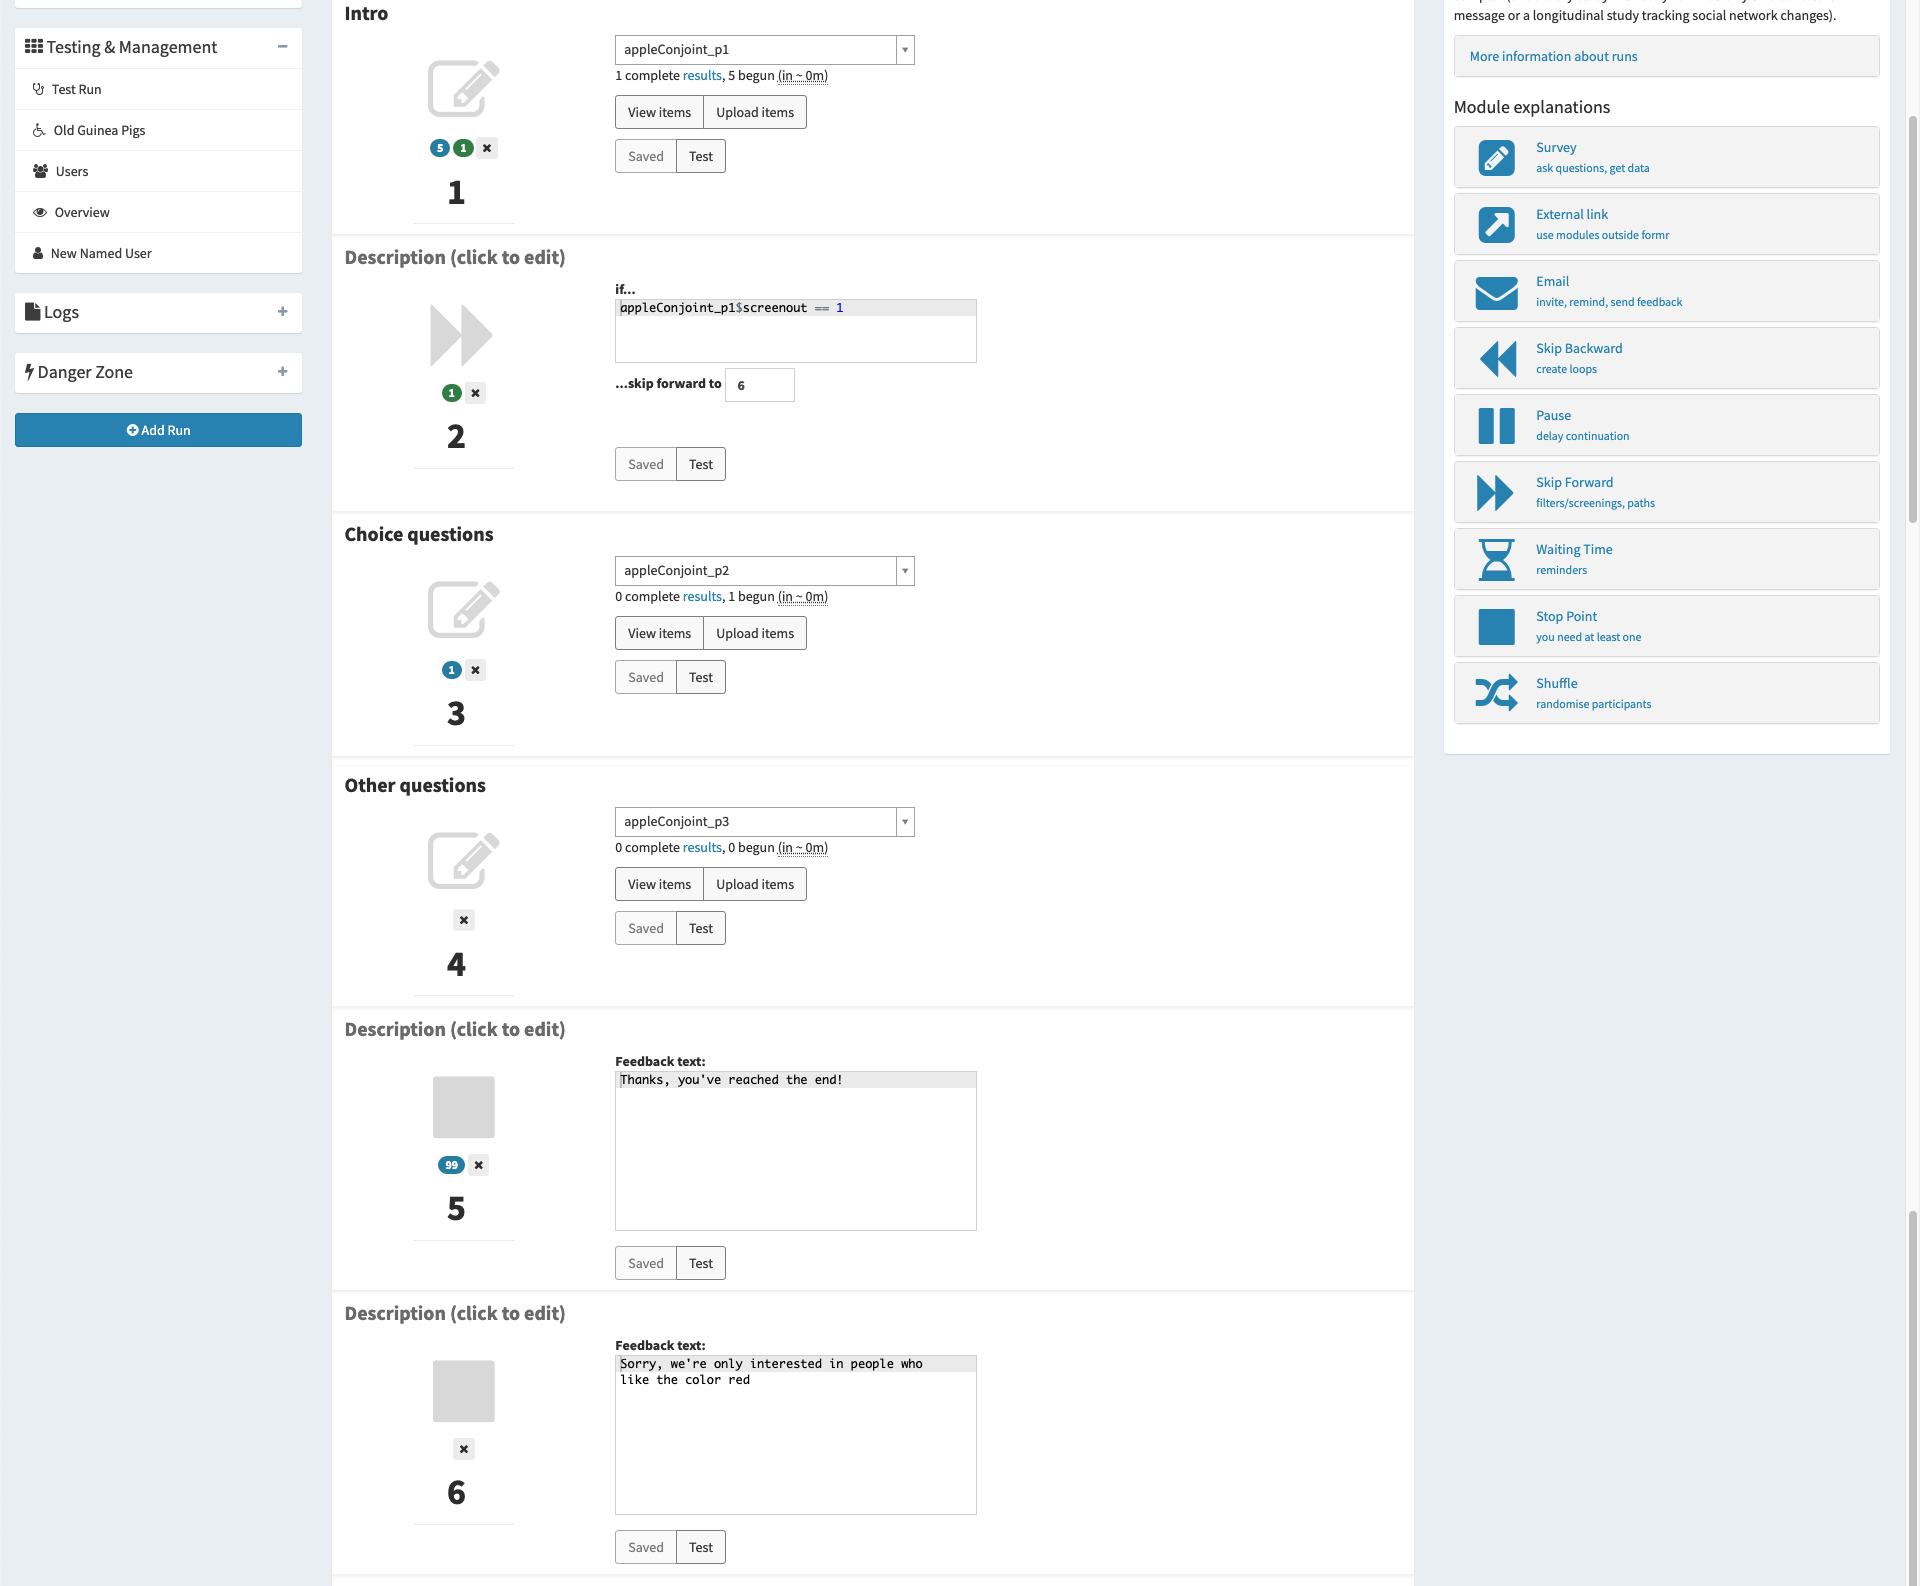 Testing & Management
Test Run
Old Guinea Pigs
Users
Overview
New Named User
Logs
Danger Zone
Add Run
Intro
appleConjoint_p1
1 complete results, 5 begun (in ~ 0m)
View items
Upload items
5
1
Saved
Test
1
Description (click to edit)
if...
appleConjoint_p1$screenout == 1
...skip forward to
6
1
2
Saved
Test
Choice questions
appleConjoint_p2
0 complete results, 1 begun (in ~ 0m)
View items
Upload items
1
Saved
Test
3
Other questions
appleConjoint_p3
0 complete results, 0 begun (in ~ 0m)
View items
Upload items
Saved
Test
4
Description (click to edit)
Feedback text:
Thanks, you've reached the end!
99
5
Saved
Test
Description (click to edit)
Feedback text:
Sorry, we're only interested in people who
like the color red
6
Saved
Test
message or a longitudinal study tracking social network changes).
More information about runs
Module explanations
Survey
ask questions, get data
External link
use modules outside formr
Email
invite, remind, send feedback
Skip Backward
create loops
Pause
delay continuation
Skip Forward
filters/screenings, paths
Waiting Time
reminders
Stop Point
you need at least one
Shuffle
randomise participants